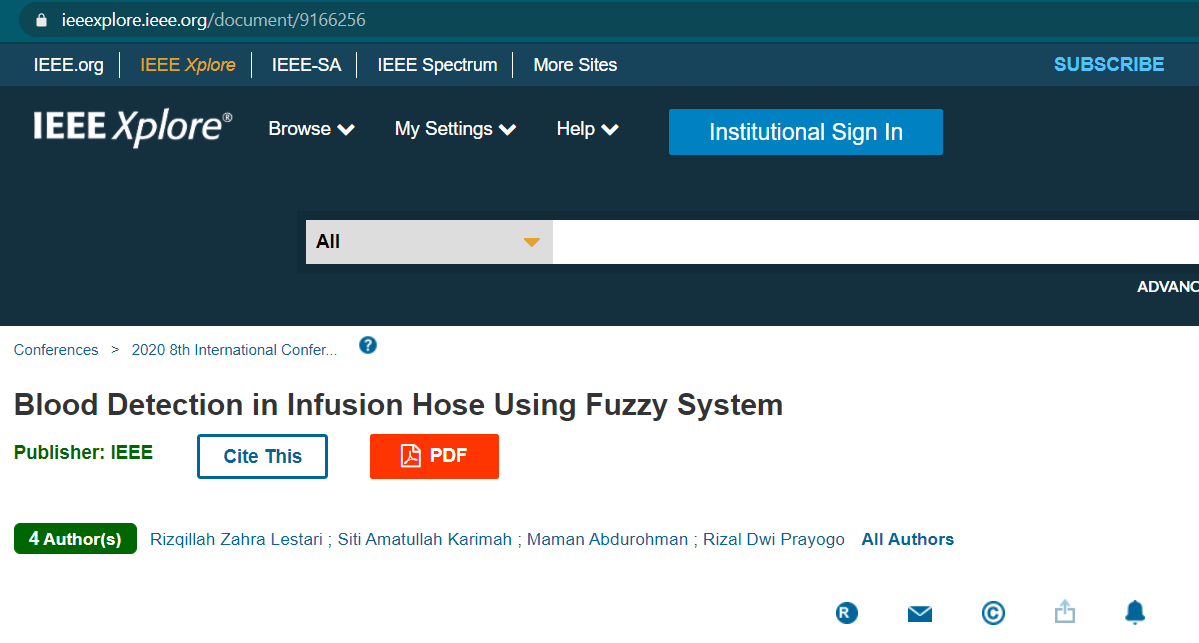 ieeexplore.ieee.org/document/9166256
IEEE.org IEEE Xplore IEEE-SA IEEE Spectrum More Sites SUBSCRIBE
IEEE Xplore® Browse My Settings Help Institutional Sign In
All
ADVANC
Conferences > 2020 8th International Confer... ?
Blood Detection in Infusion Hose Using Fuzzy System
Publisher: IEEE Cite This PDF
4 Author(s) Rizqillah Zahra Lestari ; Siti Amatullah Karimah ; Maman Abdurohman ; Rizal Dwi Prayogo All Authors
R ©